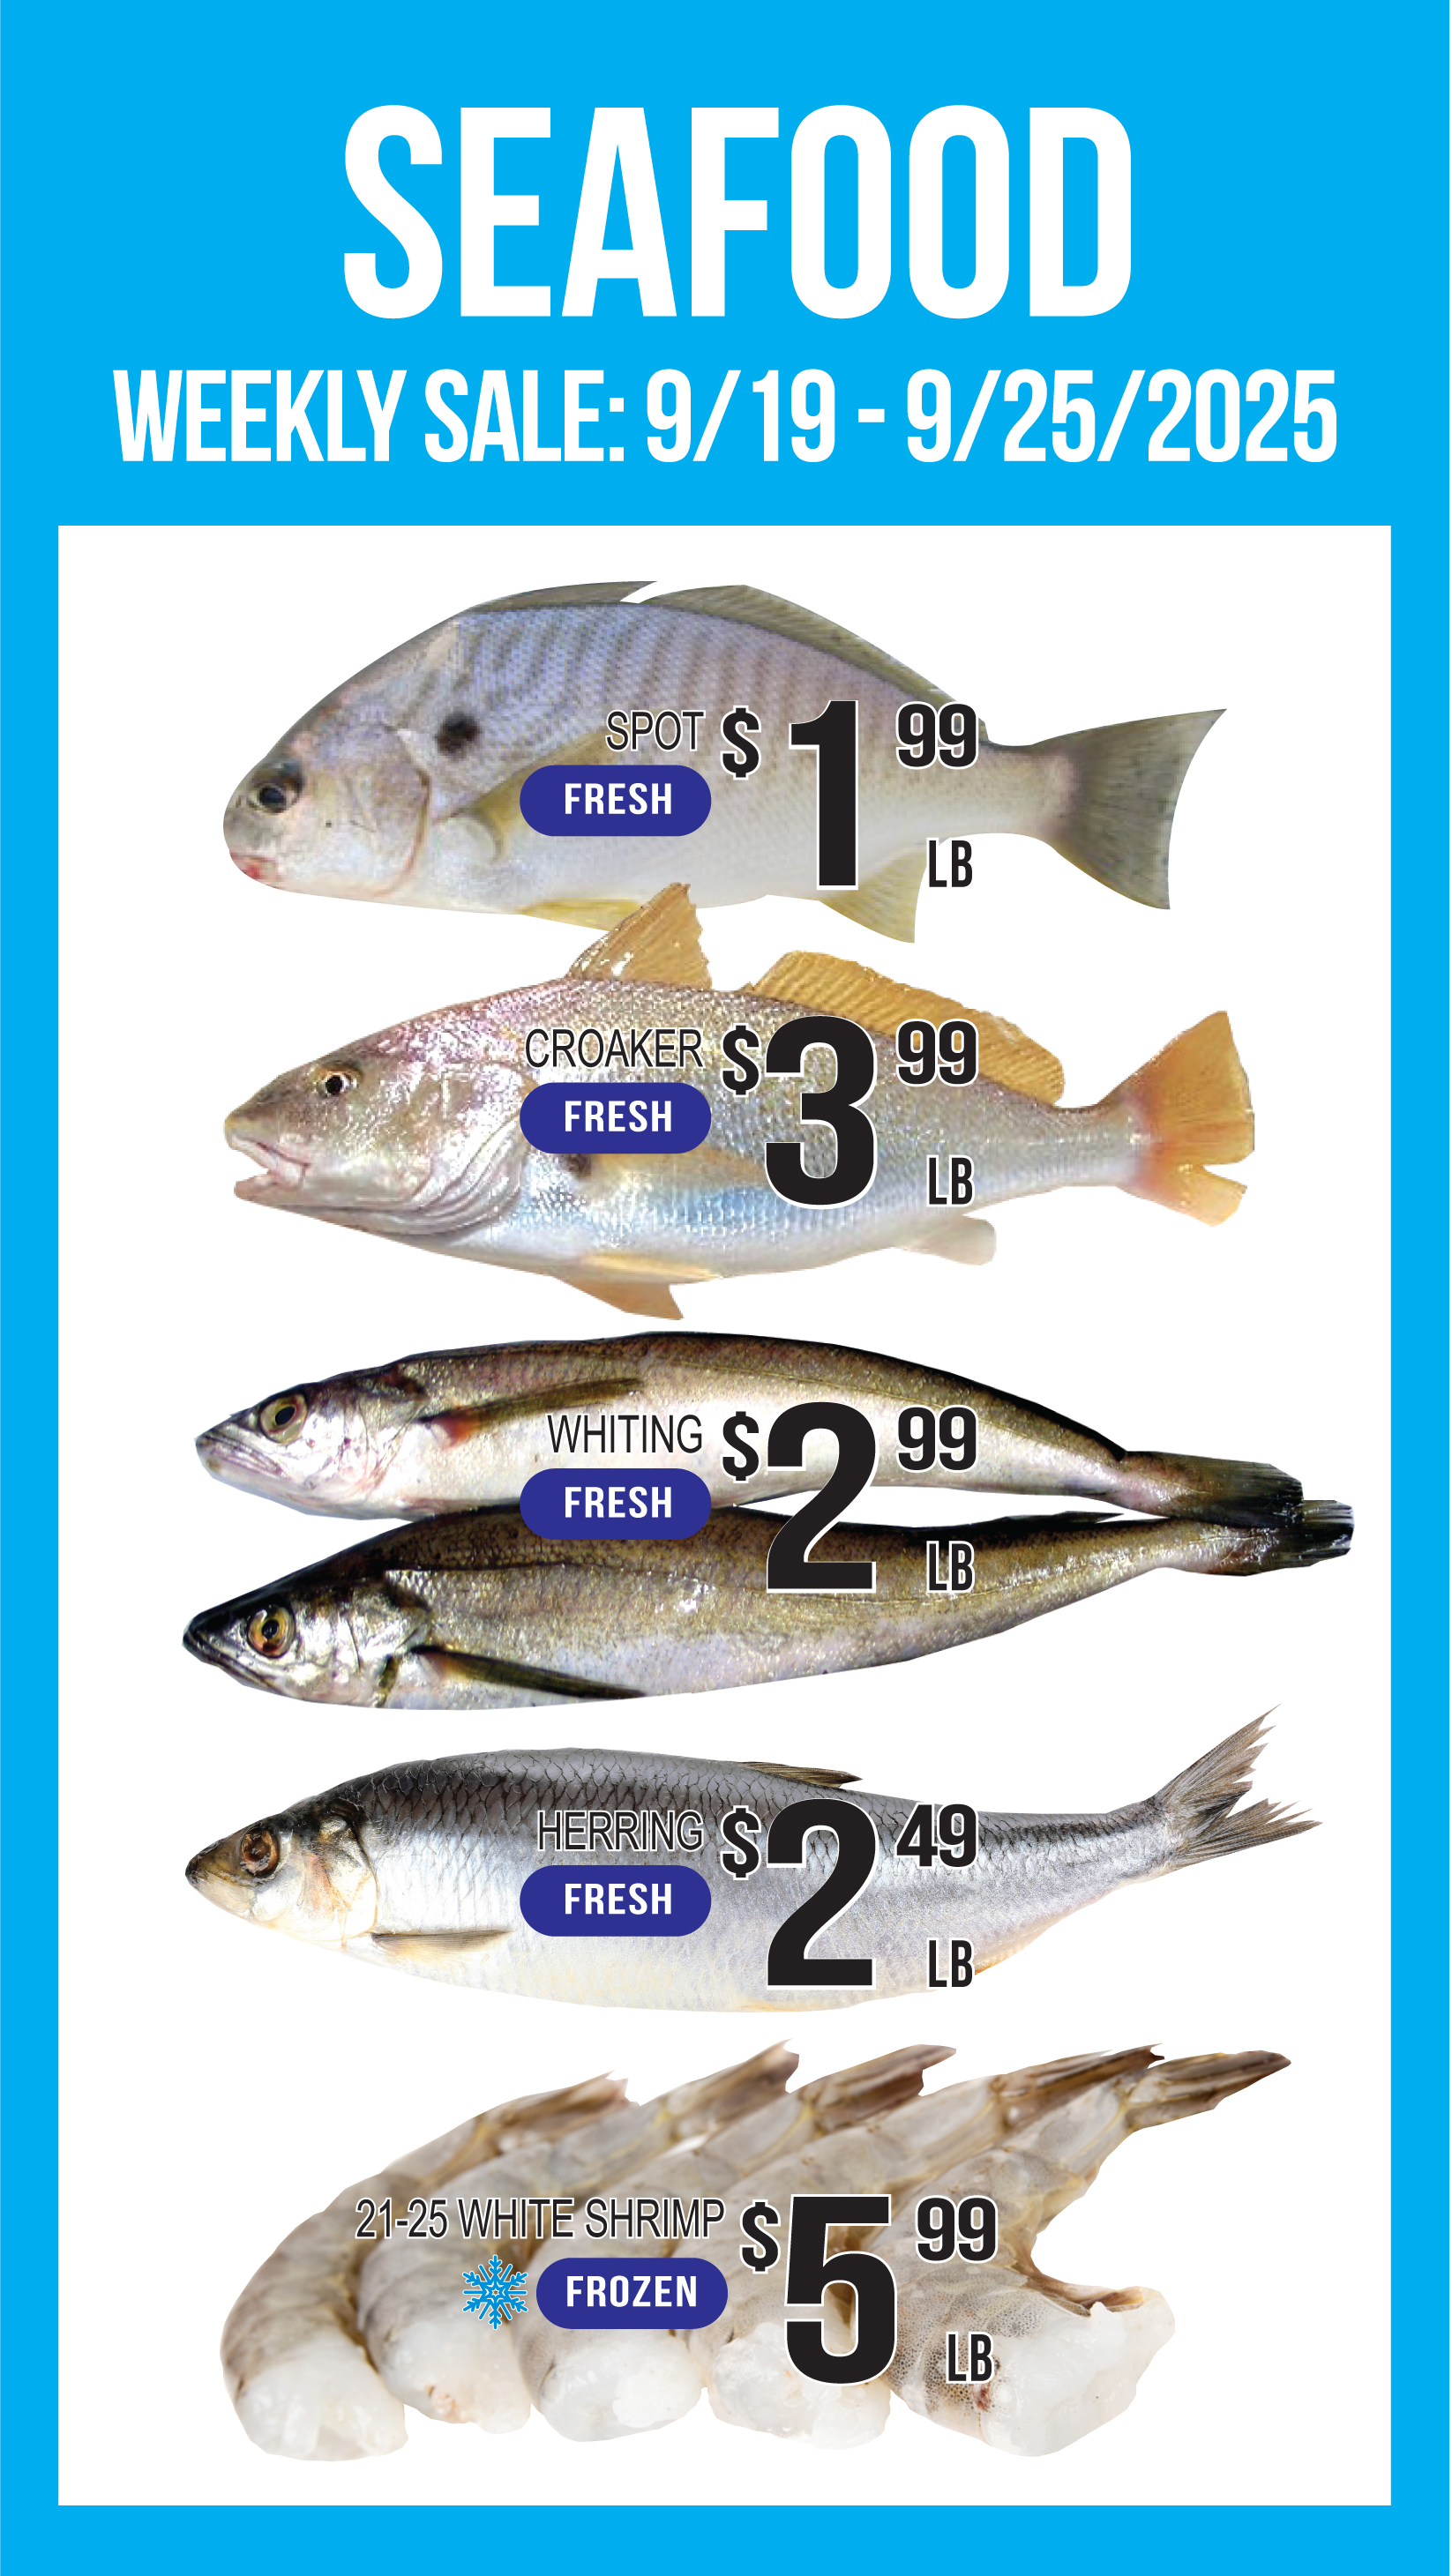 SEAFOOD
WEEKLY SALE: 9/19 - 9/25/2025
SPOT $1 99
FRESH
LB
CROAKER $3 99
FRESH
LB
WHITING $2 99
FRESH
LB
HERRING $2 49
FRESH
LB
21-25 WHITE SHRIMP $5 99
FROZEN
LB